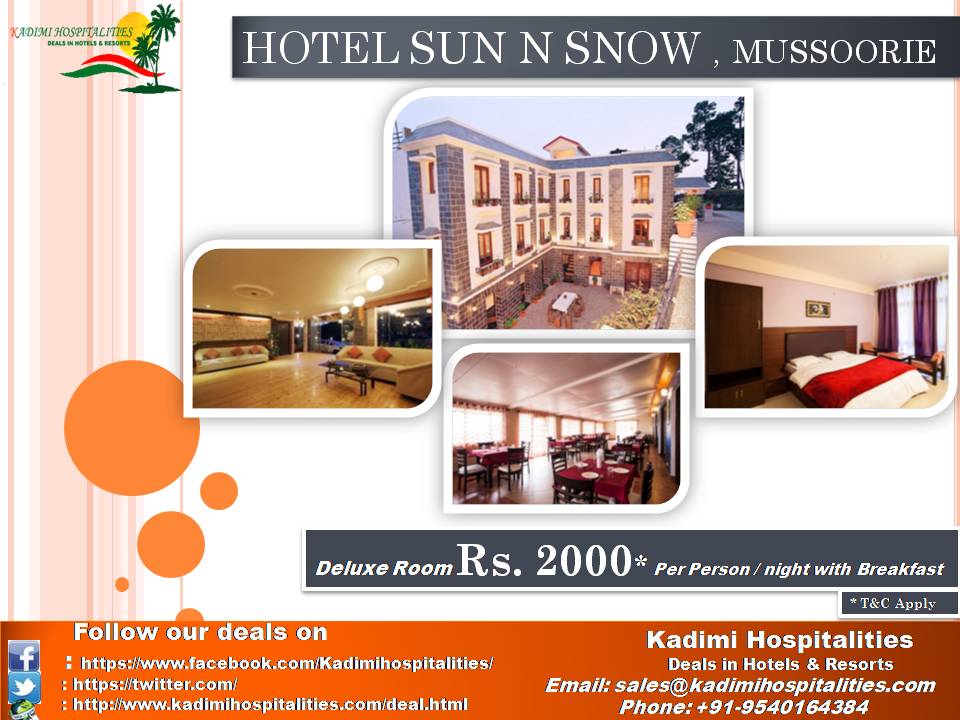 KADIMI HOSPITALITIES
DEALS IN HOTELS & RESORTS
HOTEL SUN N SNOW , MUSSOORIE
Deluxe Room Rs. 2000* Per Person / night with Breakfast
* T&C Apply
Follow our deals on
: https://www.facebook.com/Kadimihospitalities/
: https://twitter.com/
: http://www.kadimihospitalities.com/deal.html
Kadimi Hospitalities
Deals in Hotels & Resorts
Email: sales@kadimihospitalities.com
Phone: +91-9540164384